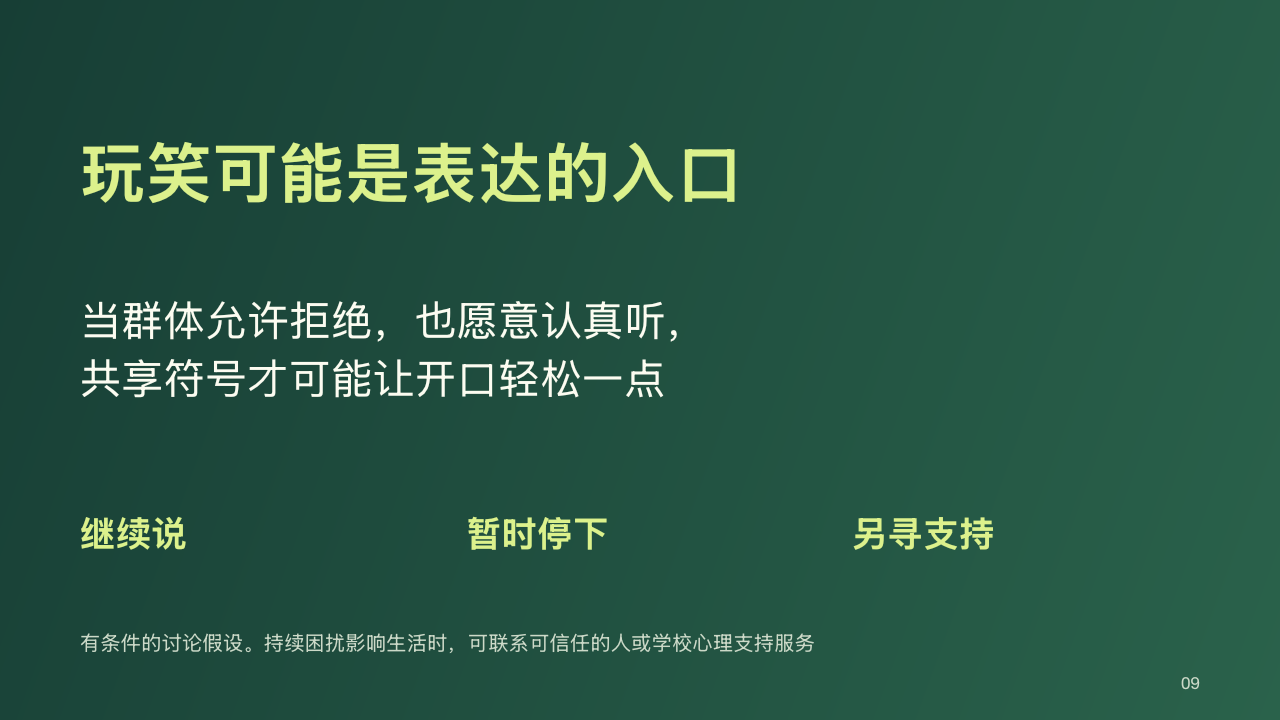 玩笑可能是表达的入口
当群体允许拒绝，也愿意认真听，
共享符号才可能让开口轻松一点
继续说
暂时停下
另寻支持
有条件的讨论假设。持续困扰影响生活时，可联系可信任的人或学校心理支持服务
09